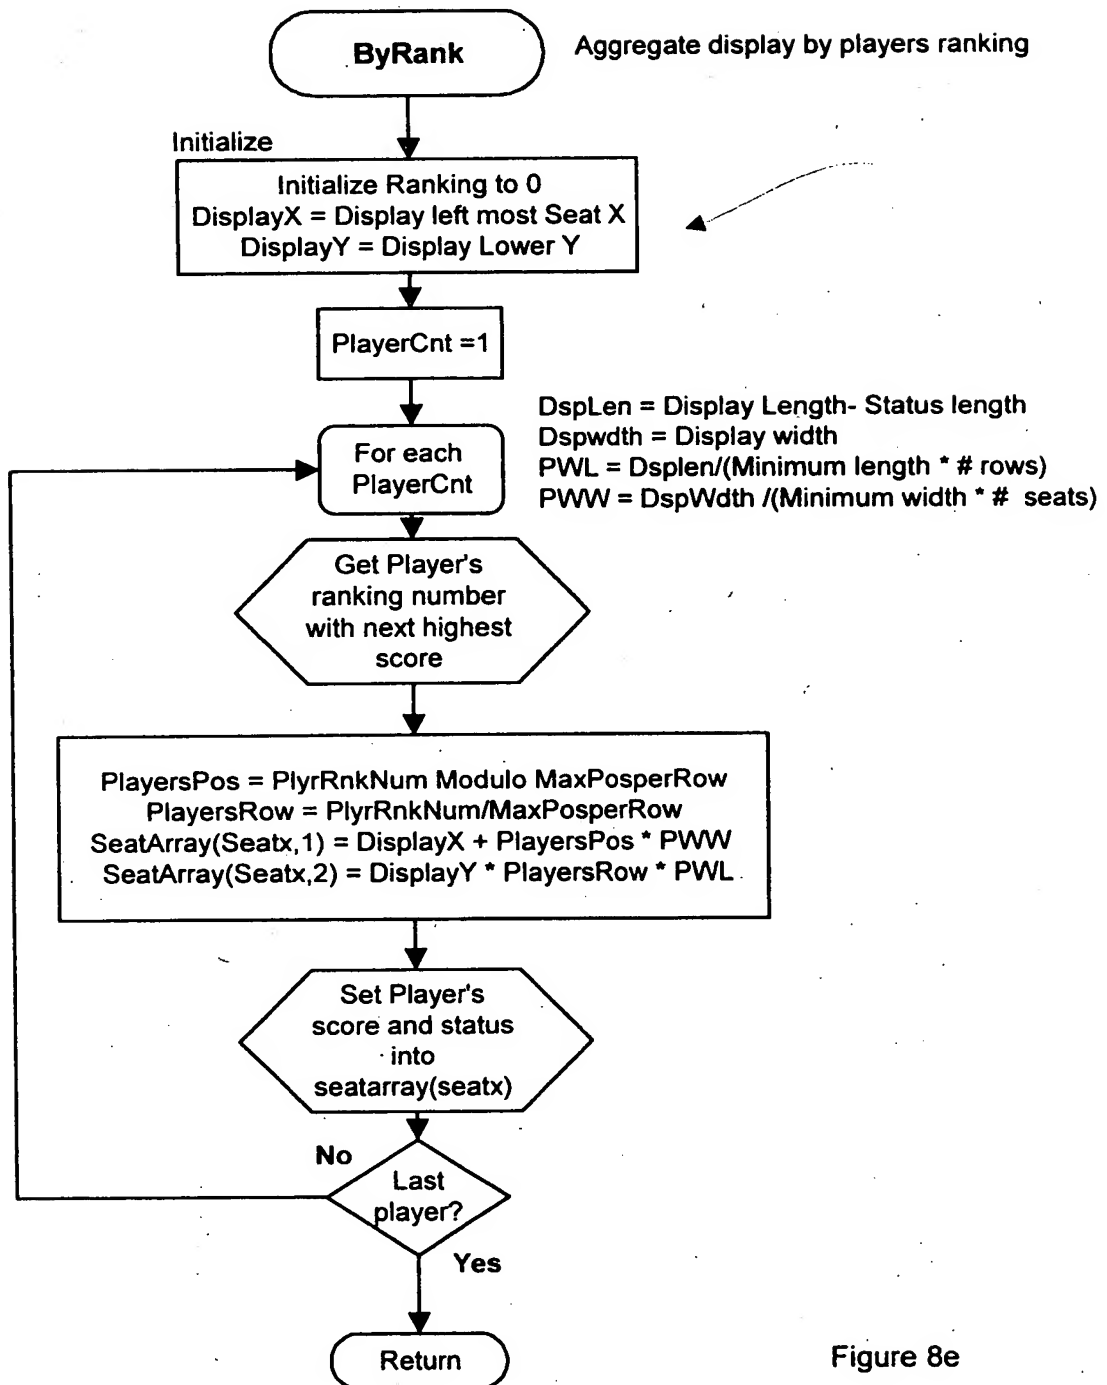 ByRank
Aggregate display by players ranking
Initialize
Initialize Ranking to 0
DisplayX = Display left most Seat X
DisplayY = Display Lower Y
PlayerCnt =1
DspLen = Display Length- Status length
Dspwdth = Display width
PWL = Dsplen/(Minimum length * # rows)
PWW = DspWdth /(Minimum width * # seats)
For each
PlayerCnt
Get Player's
ranking number
with next highest
score
PlayersPos = PlyrRnkNum Modulo MaxPosperRow
PlayersRow = PlyrRnkNum/MaxPosperRow
SeatArray(Seatx,1) = DisplayX + PlayersPos * PWW
SeatArray(Seatx,2) = DisplayY * PlayersRow * PWL
Set Player's
score and status
into
seatarray(seatx)
No
Last
player?
Yes
Return
Figure 8e